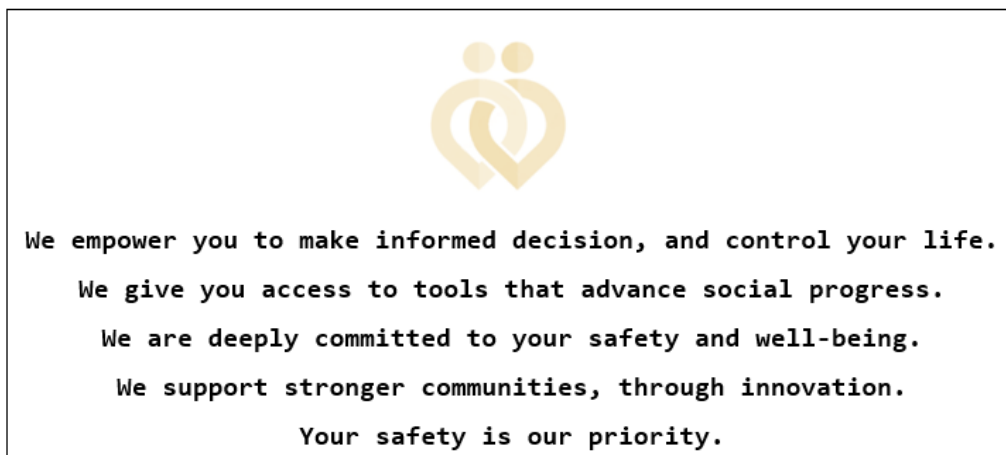 We empower you to make informed decision, and control your life.
We give you access to tools that advance social progress.
We are deeply committed to your safety and well-being.
We support stronger communities, through innovation.
Your safety is our priority.